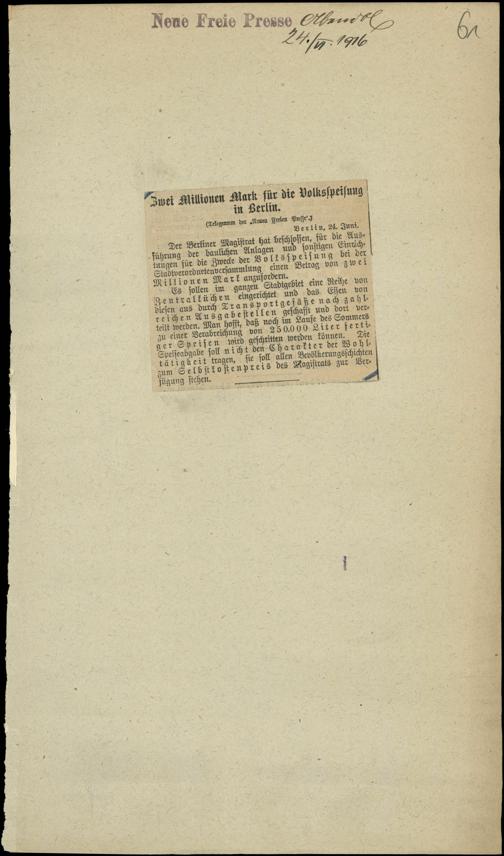 Neue Freie Presse Abendbl
24./VI. 1916
61
Zwei Millionen Mark für die Volksspeisung
in Berlin.
(Telegramm der „Neuen Freien Presse".)
Berlin, 24. Juni.
Der Berliner Magistrat hat beschlossen, für die Aus-
führung der baulichen Anlagen und sonstigen Einrich-
tungen für die Zwecke der Volksspeisung bei der
Stadtverordnetenversammlung einen Betrag von zwei
Millionen Mark anzufordern.
Es sollen im ganzen Stadtgebiet eine Reihe von
Zentralküchen eingerichtet und das Essen von
diesen aus durch Transportgefäße nach zahl-
reichen Ausgabestellen geschafft und dort ver-
teilt werden. Man hofft, daß noch im Laufe des Sommers
zu einer Verabreichung von 250.000 Liter ferti-
ger Speisen wird geschritten werden können. Die
Speiseabgabe soll nicht den Charakter der Wohl-
tätigkeit tragen, sie soll allen Bevölkerungsschichten
zum Selbstkostenpreis des Magistrats zur Ver-
fügung stehen.